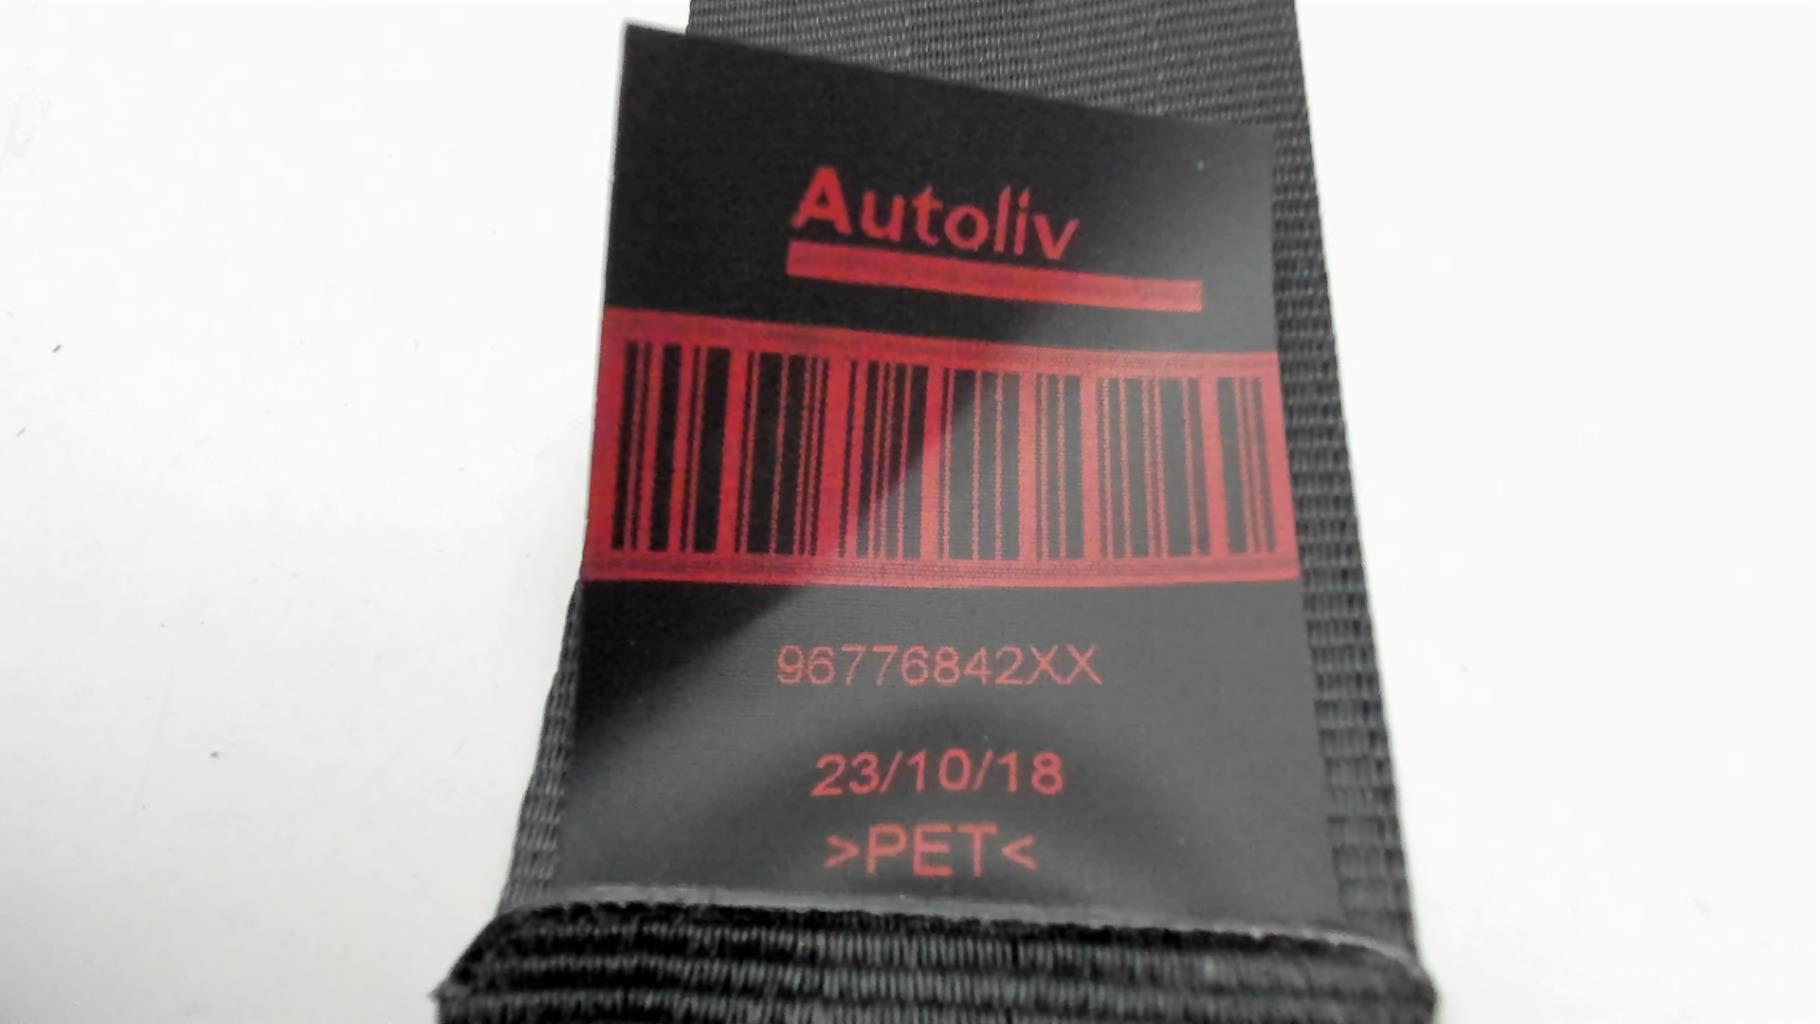 Autoliv
96776842XX
23/10/18
>PET<